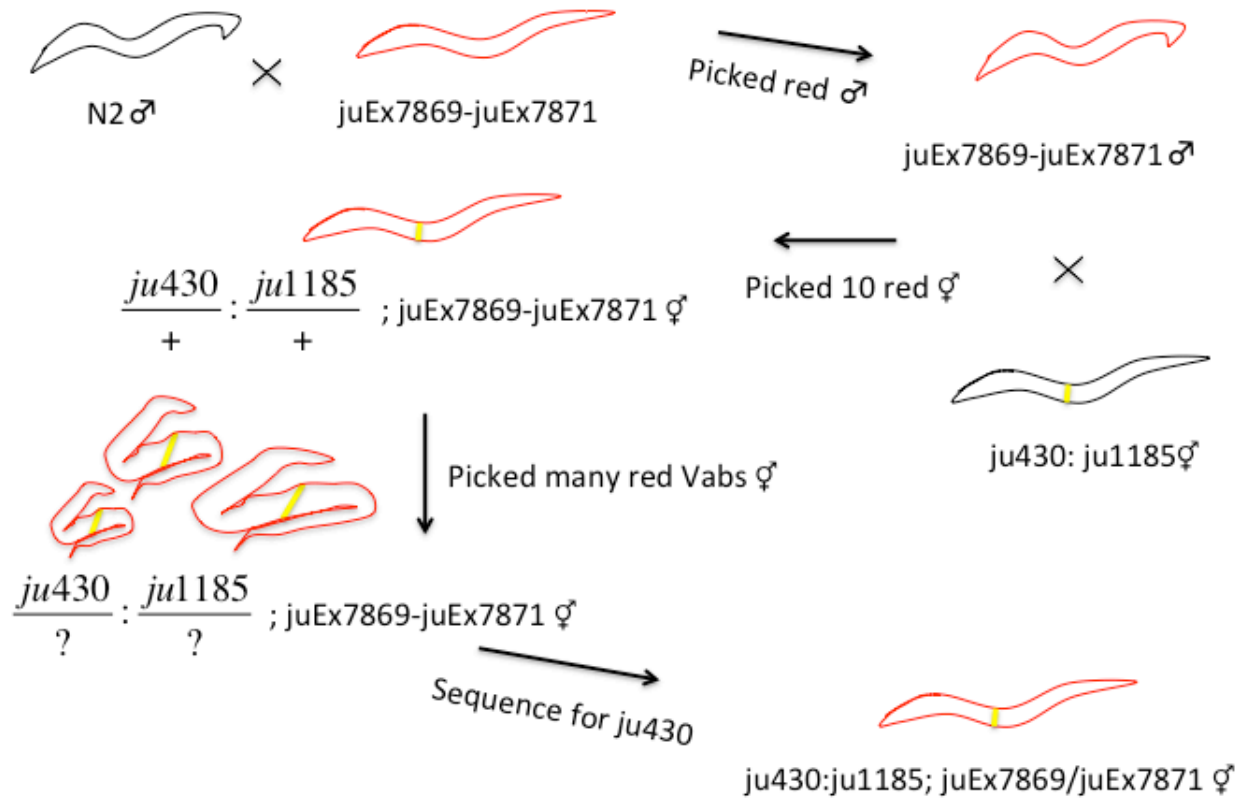 N2 ♂
×
juEx7869-juEx7871
Picked red ♂
juEx7869-juEx7871 ♂
×
ju430: ju1185⚥
Picked 10 red ⚥
ju430 : ju1185 ; juEx7869-juEx7871 ⚥
+ +
Picked many red Vabs ⚥
ju430 : ju1185 ; juEx7869-juEx7871 ⚥
? ?
Sequence for ju430
ju430:ju1185; juEx7869/juEx7871 ⚥